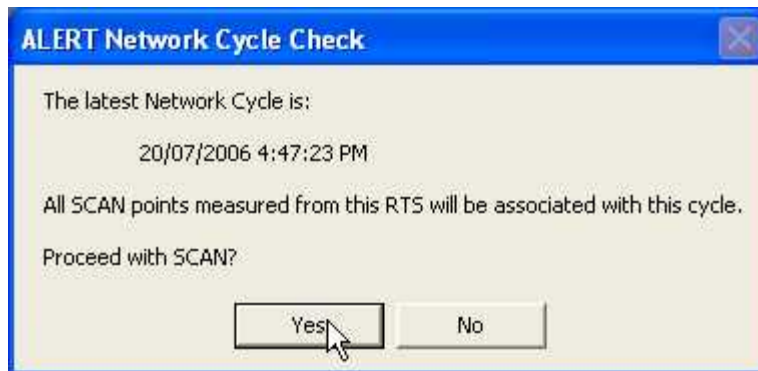 ALERT Network Cycle Check
The latest Network Cycle is:
20/07/2006 4:47:23 PM
All SCAN points measured from this RTS will be associated with this cycle.
Proceed with SCAN?
Yes No